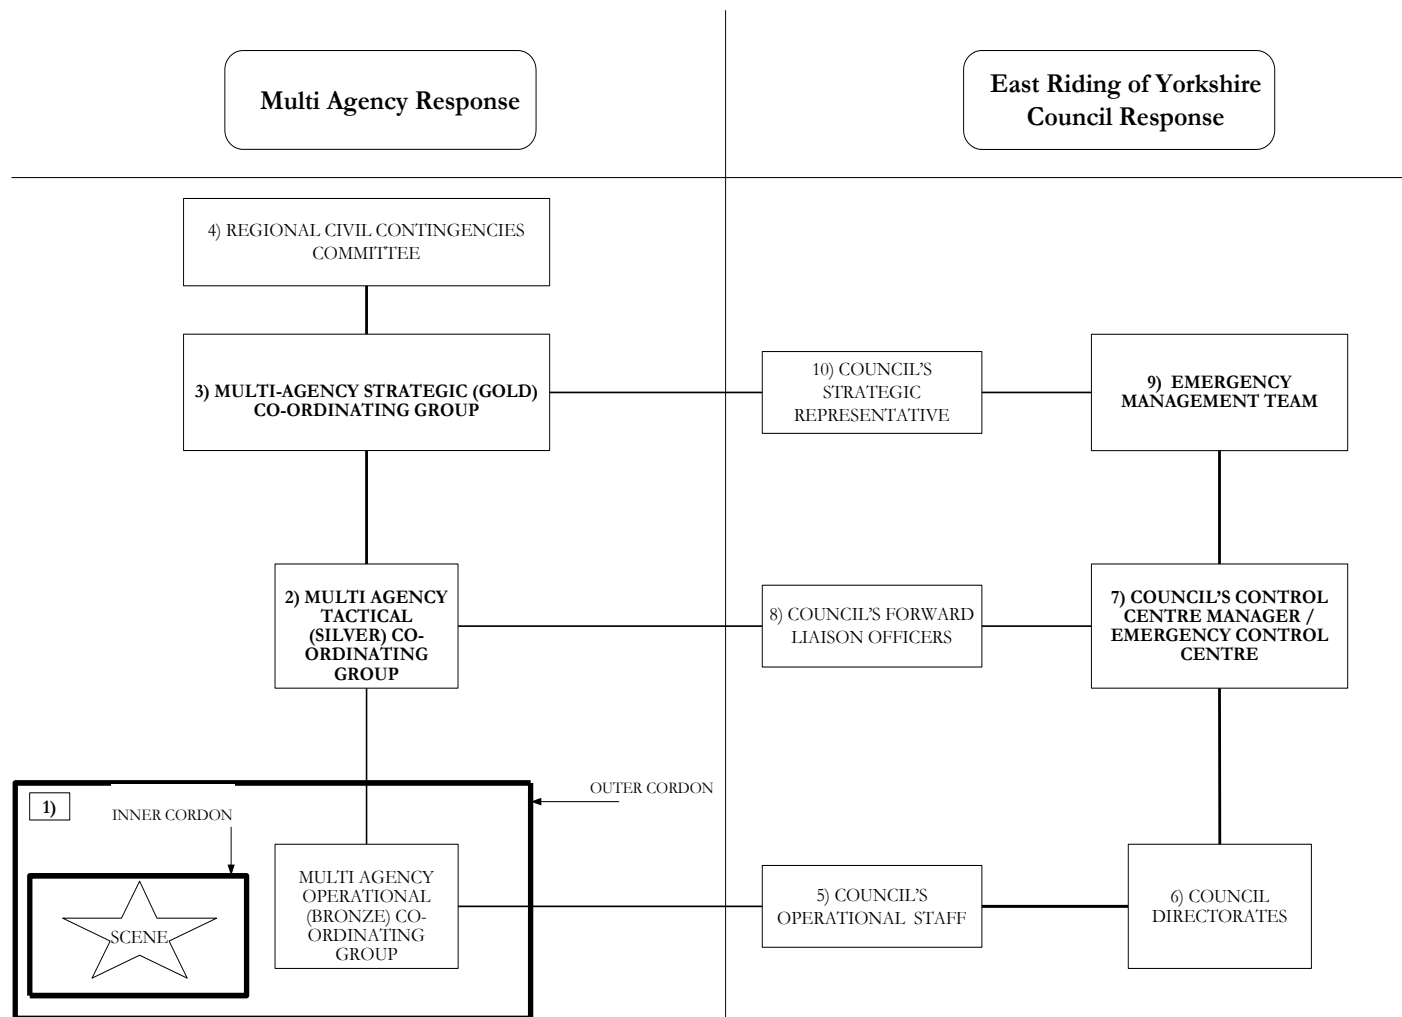 Multi Agency Response
East Riding of Yorkshire
Council Response
4) REGIONAL CIVIL CONTINGENCIES
COMMITTEE
3) MULTI-AGENCY STRATEGIC (GOLD)
CO-ORDINATING GROUP
10) COUNCIL'S
STRATEGIC
REPRESENTATIVE
9) EMERGENCY
MANAGEMENT TEAM
2) MULTI AGENCY
TACTICAL
(SILVER) CO-
ORDINATING
GROUP
8) COUNCIL'S FORWARD
LIAISON OFFICERS
7) COUNCIL'S CONTROL
CENTRE MANAGER /
EMERGENCY CONTROL
CENTRE
OUTER CORDON
1)
INNER CORDON
SCENE
MULTI AGENCY
OPERATIONAL
(BRONZE) CO-
ORDINATING
GROUP
5) COUNCIL'S
OPERATIONAL STAFF
6) COUNCIL
DIRECTORATES